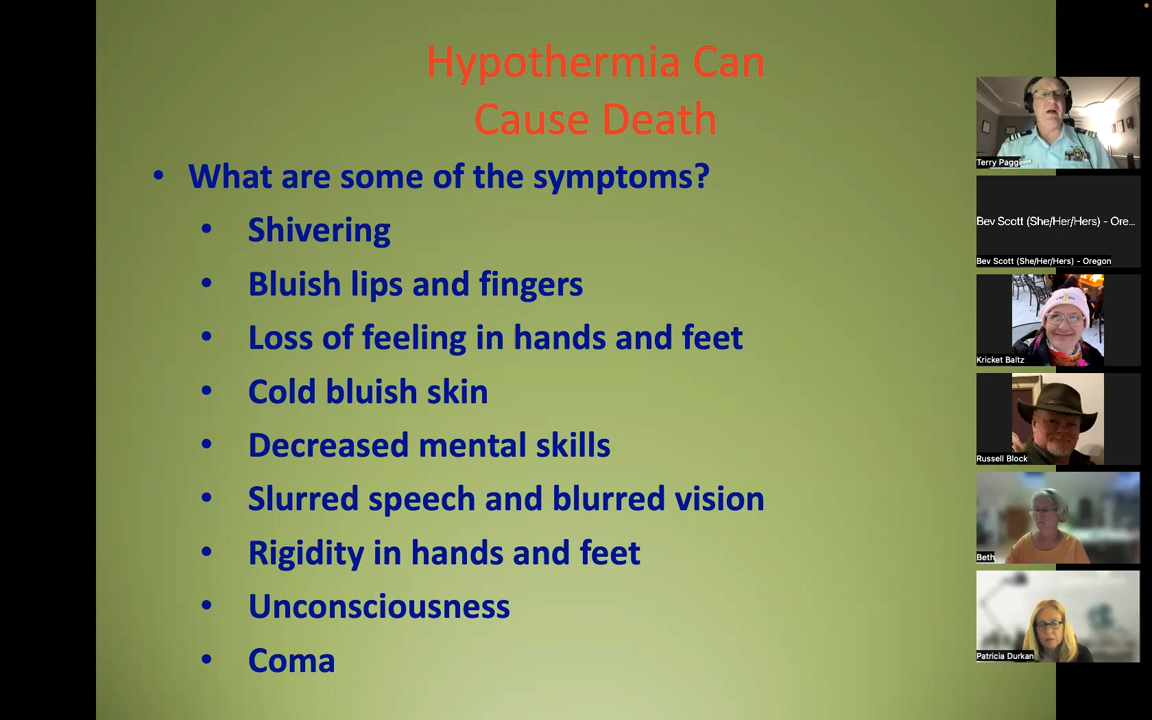 Hypothermia Can
Cause Death
• What are some of the symptoms?
• Shivering
• Bluish lips and fingers
• Loss of feeling in hands and feet
• Cold bluish skin
• Decreased mental skills
• Slurred speech and blurred vision
• Rigidity in hands and feet
• Unconsciousness
• Coma
Terry Paggi
Bev Scott (She/Her/Hers) - Ore...
Bev Scott (She/Her/Hers) - Oregon
Kricket Baltz
Russell Block
Beth
Patricia Durkan